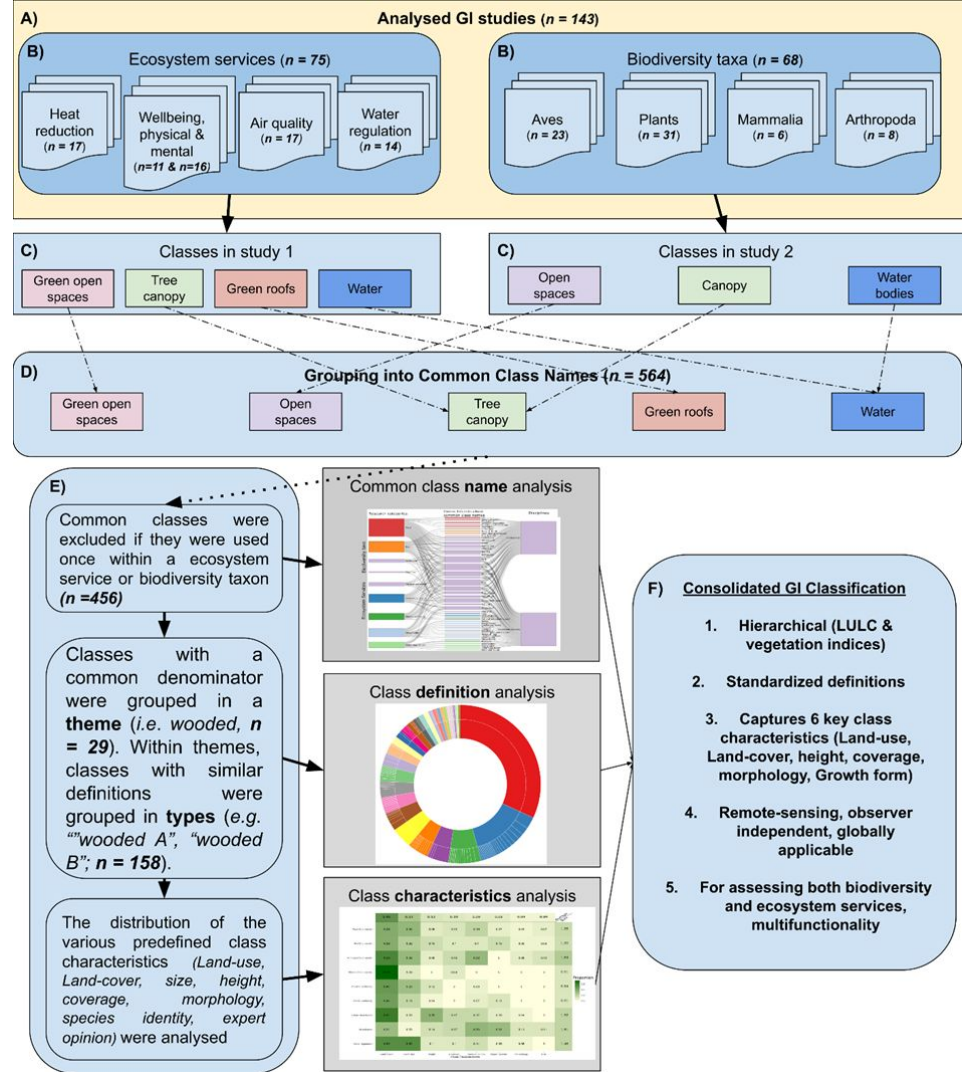 A)
Analysed GI studies (n = 143)
B)
Ecosystem services (n = 75)
Heat
reduction
(n = 17)
Wellbeing,
physical &
mental
(n=11 & n=16)
Air quality
(n = 17)
Water
regulation
(n = 14)
B)
Biodiversity taxa (n = 68)
Aves
(n = 23)
Plants
(n = 31)
Mammalia
(n = 6)
Arthropoda
(n = 8)
C)
Classes in study 1
Green open
spaces
Tree
canopy
Green roofs
Water
C)
Classes in study 2
Open
spaces
Canopy
Water
bodies
D)
Grouping into Common Class Names (n = 564)
Green open
spaces
Open
spaces
Tree
canopy
Green roofs
Water
E)
Common classes were
excluded if they were used
once within a ecosystem
service or biodiversity taxon
(n =456)
Classes with a
common denominator
were grouped in a
theme (i.e. wooded, n
= 29). Within themes,
classes with similar
definitions were
grouped in types (e.g.
“”wooded A”, “wooded
B”; n = 158).
The distribution of the
various predefined class
characteristics (Land-use,
Land-cover, size, height,
coverage, morphology,
species identity, expert
opinion) were analysed
Common class name analysis
Class definition analysis
Class characteristics analysis
F)
Consolidated GI Classification
1. Hierarchical (LULC &
vegetation indices)
2. Standardized definitions
3. Captures 6 key class
characteristics (Land-use,
Land-cover, height, coverage,
morphology, Growth form)
4. Remote-sensing, observer
independent, globally
applicable
5. For assessing both biodiversity
and ecosystem services,
multifunctionality